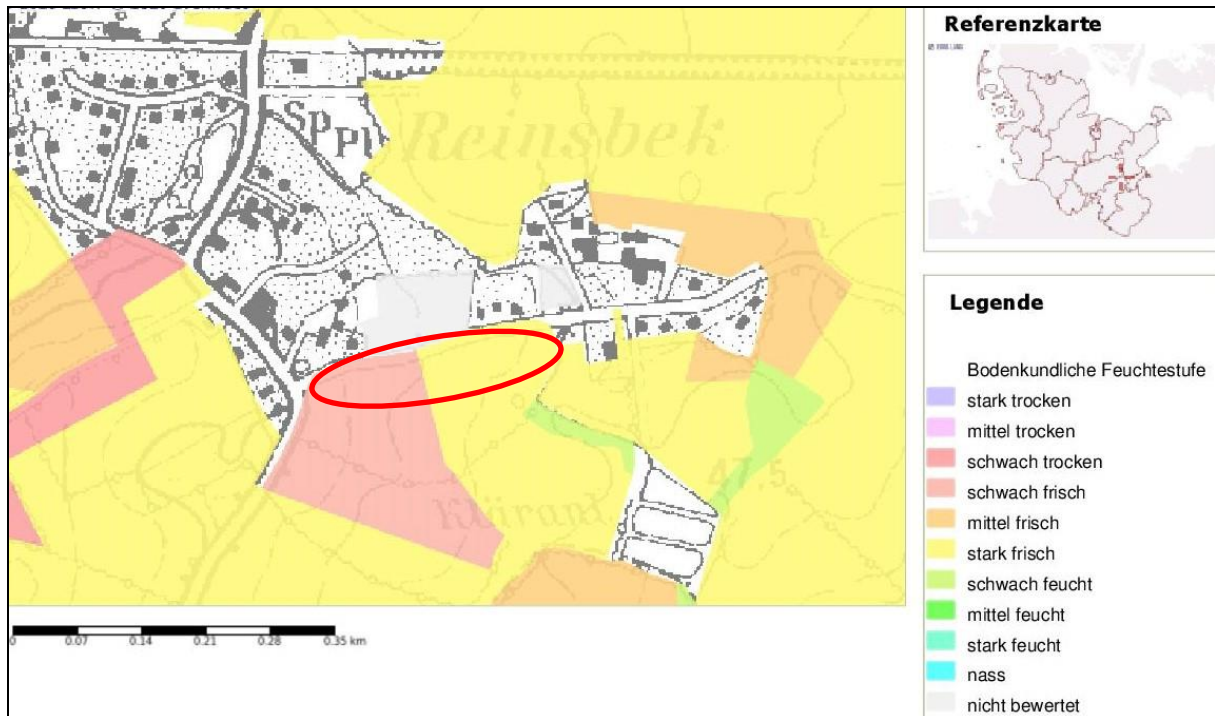 Referenzkarte
Sp
Pl
Reinsbek
47.5
Kläranl
0
0.07
0.14
0.21
0.28
0.35 km
Legende
Bodenkundliche Feuchtestufe
stark trocken
mittel trocken
schwach trocken
schwach frisch
mittel frisch
stark frisch
schwach feucht
mittel feucht
stark feucht
nass
nicht bewertet